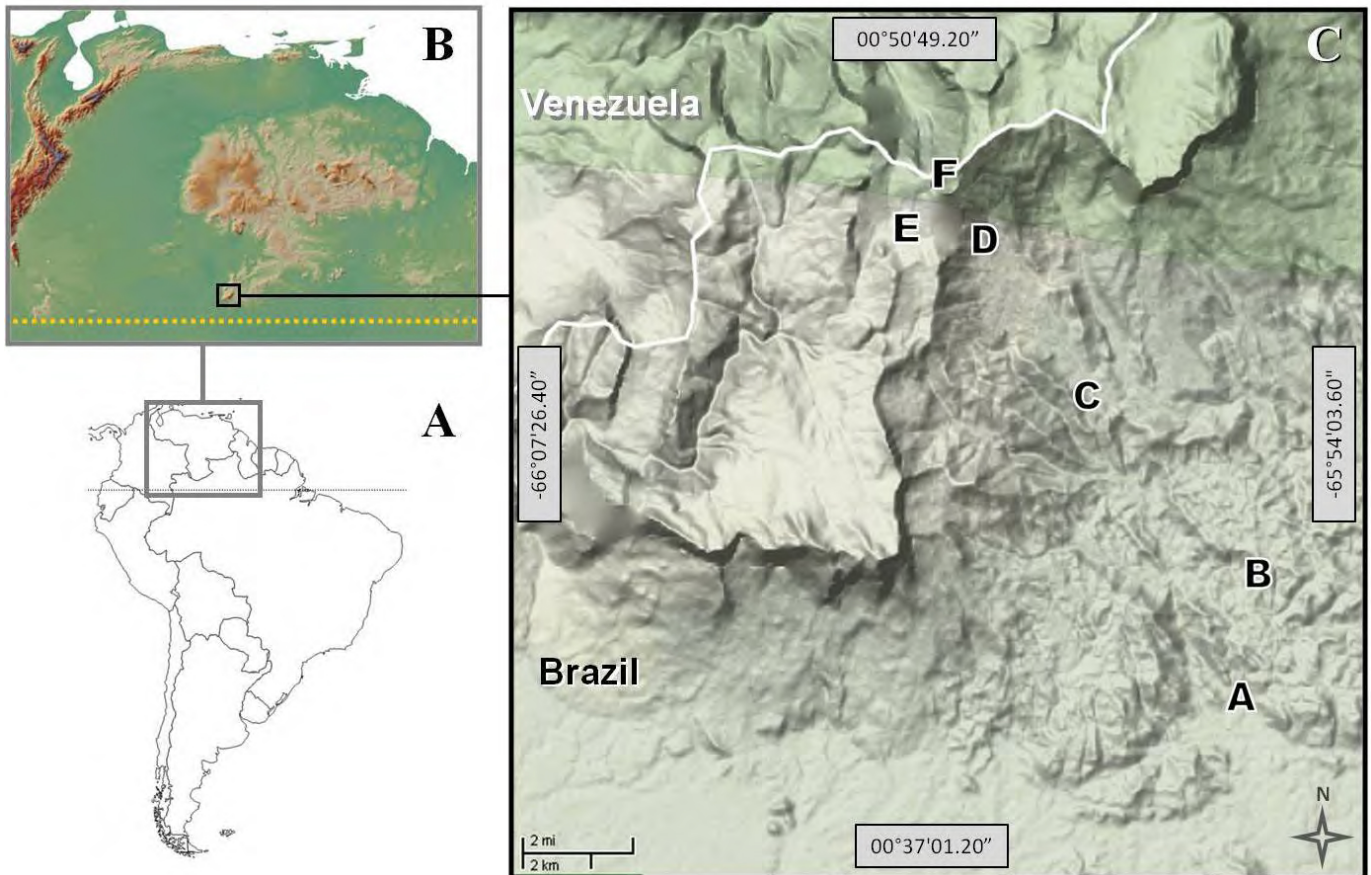 B
A
C
00°50'49.20”
Venezuela
F
E
D
-66°07'26.40”
-65°54'03.60”
C
B
Brazil
A
N
2 mi
2 km
00°37'01.20”